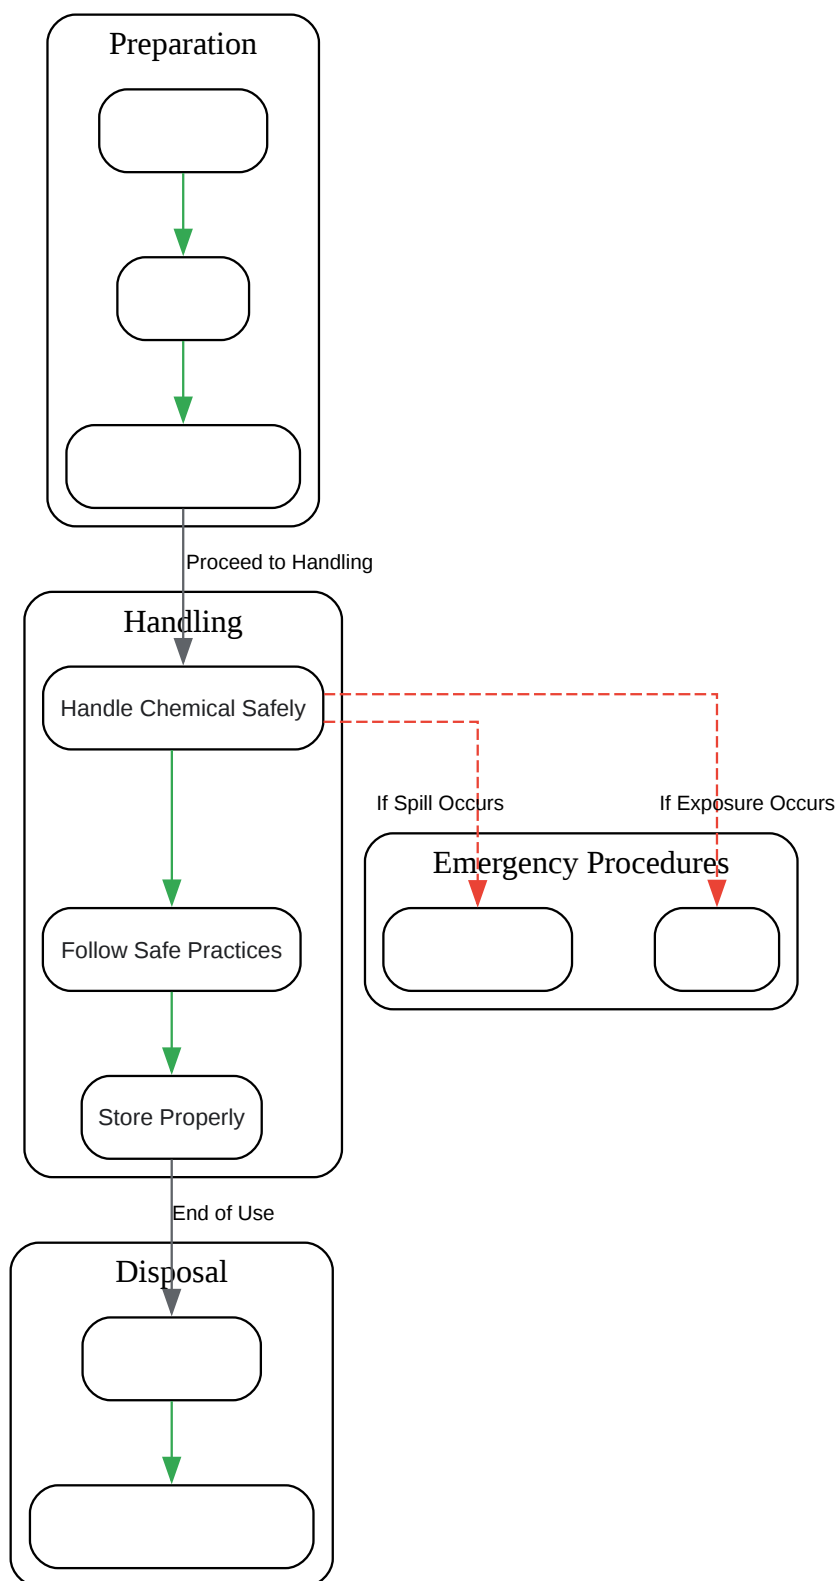 Preparation
Proceed to Handling
Handling
Handle Chemical Safely
If Spill Occurs
If Exposure Occurs
Emergency Procedures
Follow Safe Practices
Store Properly
End of Use
Disposal